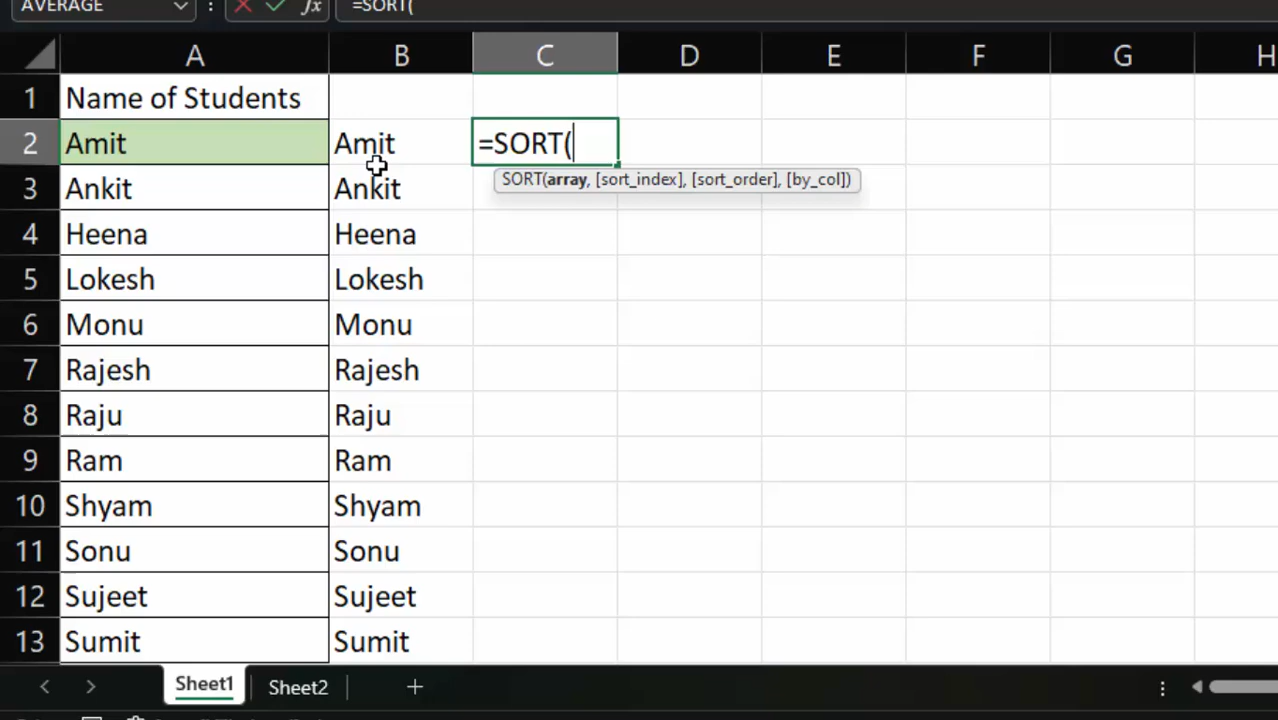 AVERAGE =SORT(
A B C D E F G H
1 Name of Students
2 Amit Amit =SORT(
SORT(array, [sort_index], [sort_order], [by_col])
3 Ankit Ankit
4 Heena Heena
5 Lokesh Lokesh
6 Monu Monu
7 Rajesh Rajesh
8 Raju Raju
9 Ram Ram
10 Shyam Shyam
11 Sonu Sonu
12 Sujeet Sujeet
13 Sumit Sumit
Sheet1 Sheet2